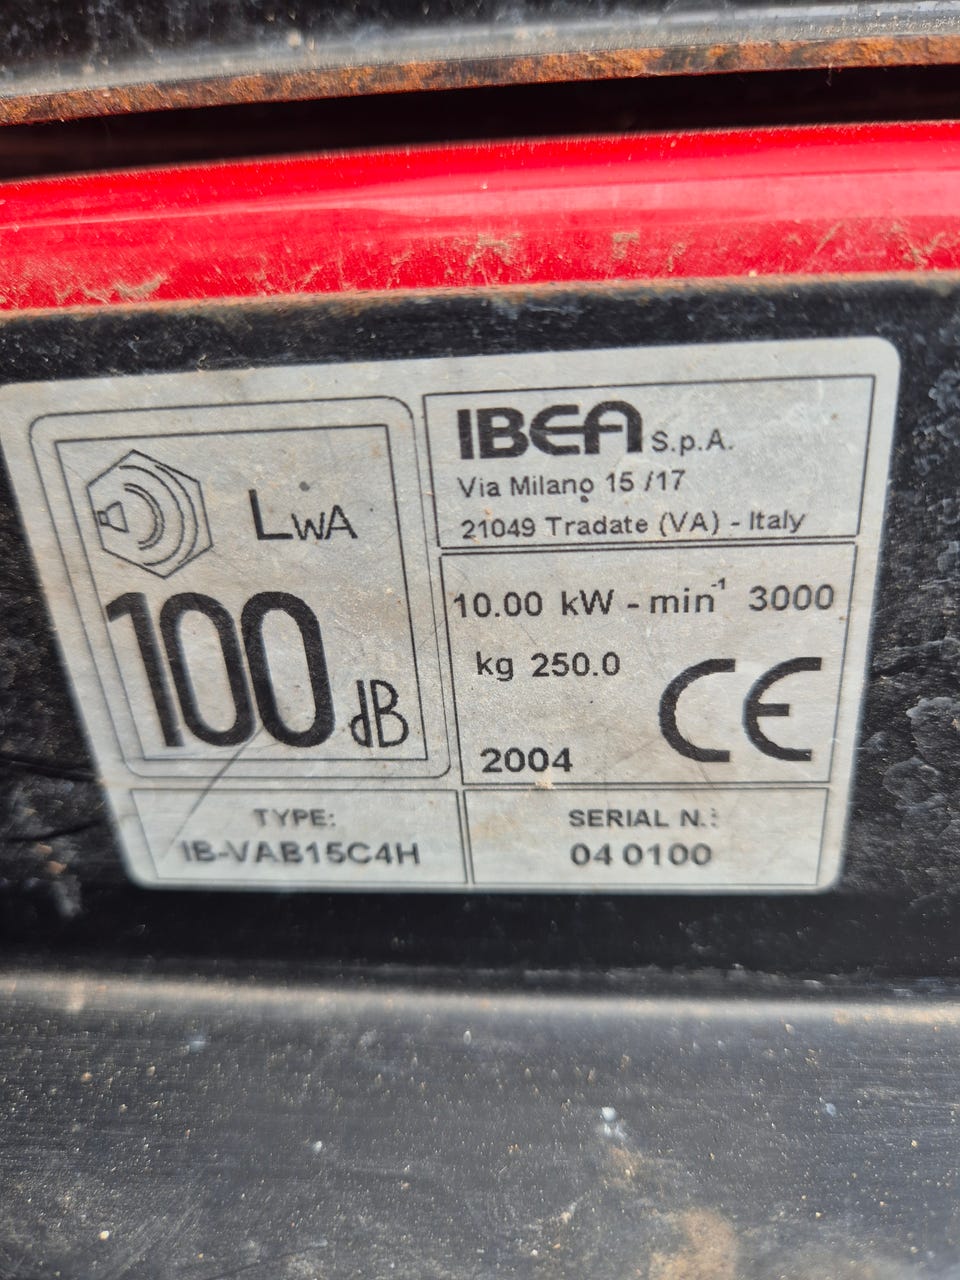 LWA
100 dB
IBEA S.p.A.
Via Milano 15 /17
21049 Tradate (VA) - Italy
10.00 kW - min⁻¹ 3000
kg 250.0
CE
2004
TYPE:
IB-VAB15C4H
SERIAL N.:
04 0100